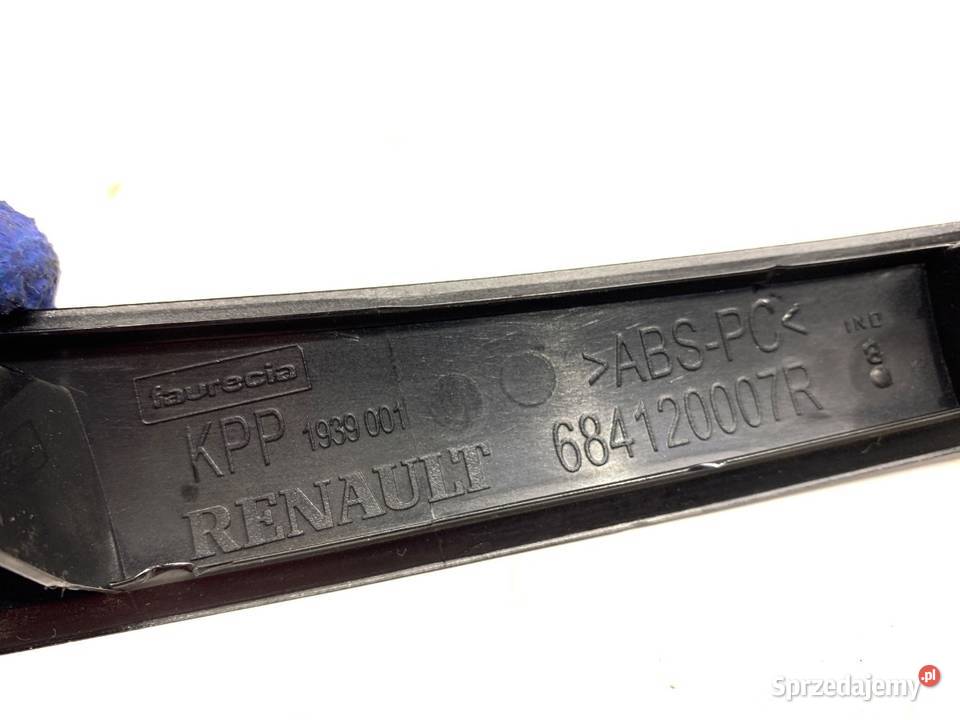 faurecia
KPP 1939 001
RENAULT
>ABS-PC<
684120007R
IND
8
Sprzedajemy.pl